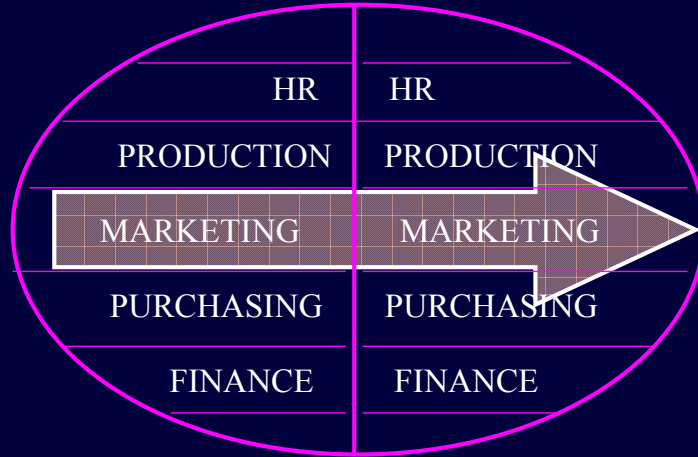 HR HR
PRODUCTION PRODUCTION
MARKETING MARKETING
PURCHASING PURCHASING
FINANCE FINANCE